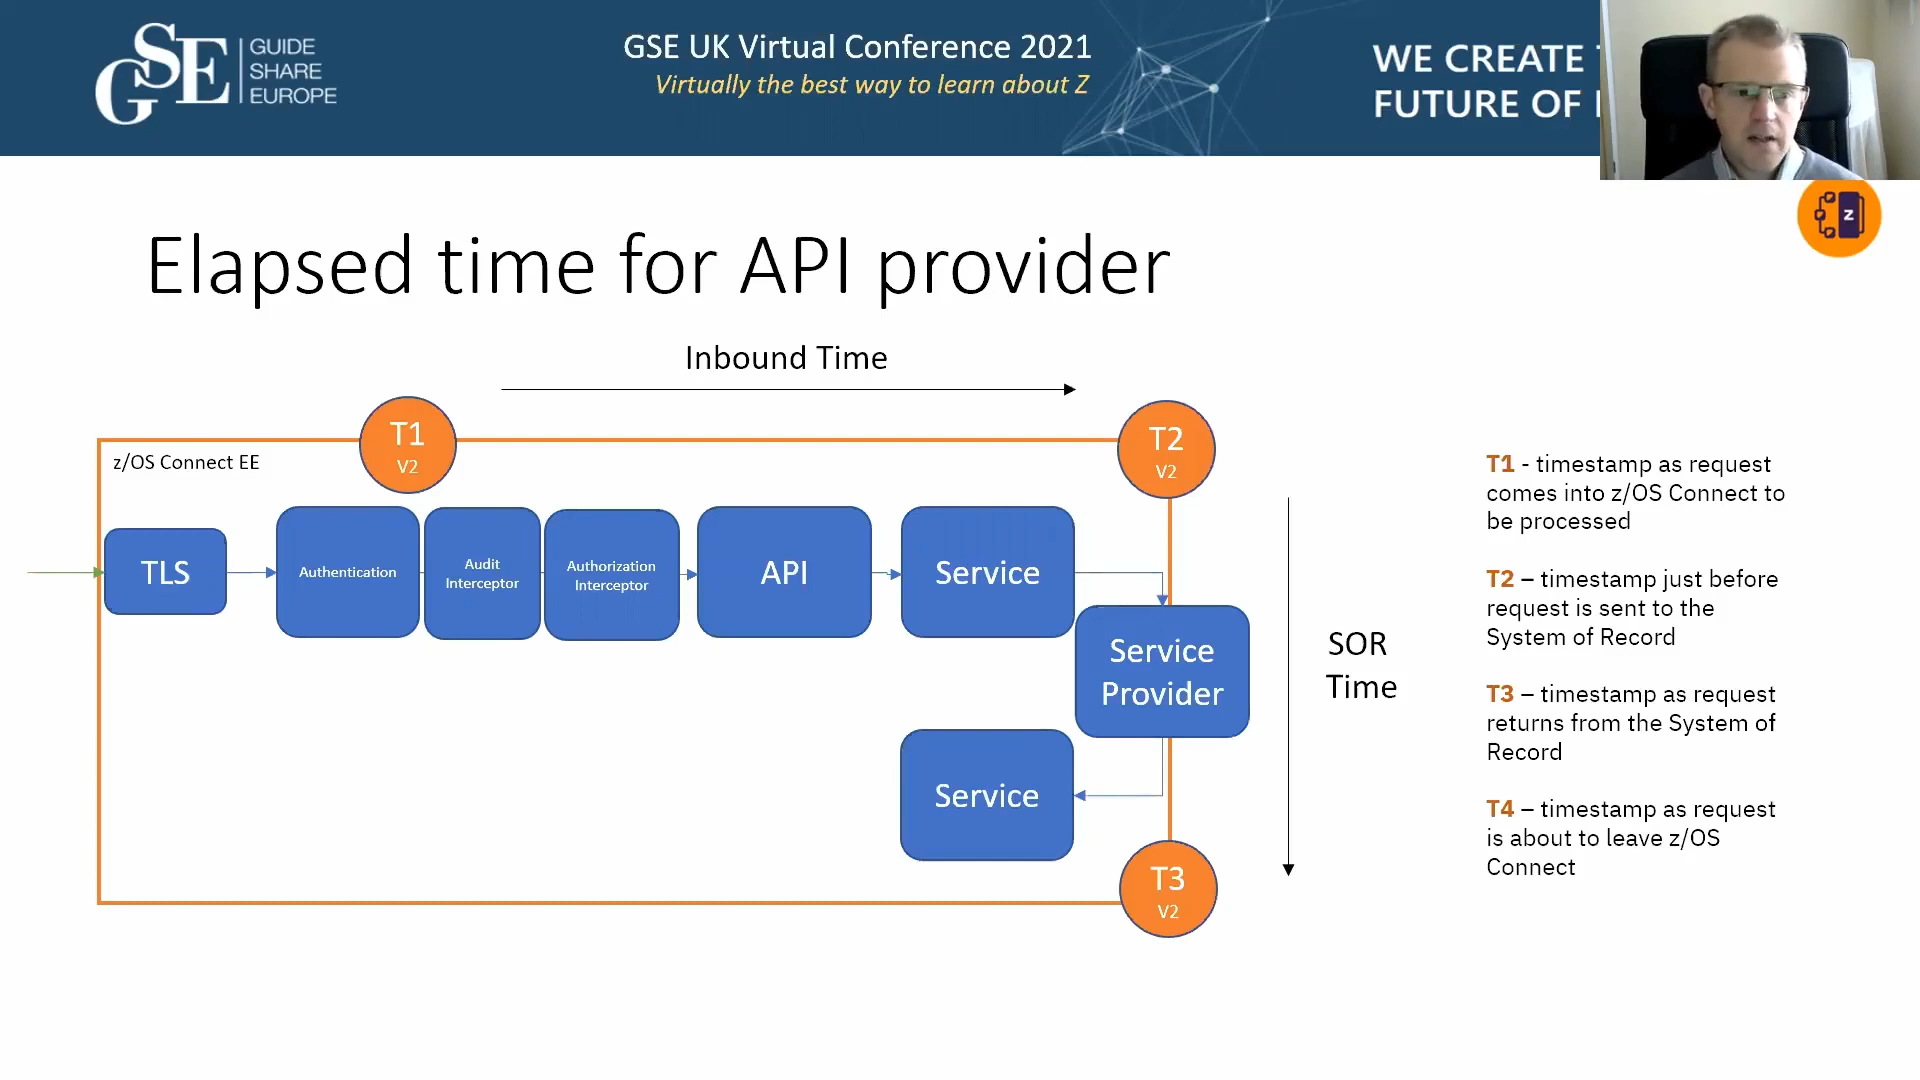 GSE
GUIDE
SHARE
EUROPE
GSE UK Virtual Conference 2021
Virtually the best way to learn about Z
WE CREATE
FUTURE OF
Z
Elapsed time for API provider
Inbound Time
T1
V2
T2
V2
z/OS Connect EE
TLS
Authentication
Audit
Interceptor
Authorization
Interceptor
API
Service
Service
Provider
Service
T3
V2
SOR
Time
T1 - timestamp as request
comes into z/OS Connect to
be processed
T2 – timestamp just before
request is sent to the
System of Record
T3 – timestamp as request
returns from the System of
Record
T4 – timestamp as request
is about to leave z/OS
Connect